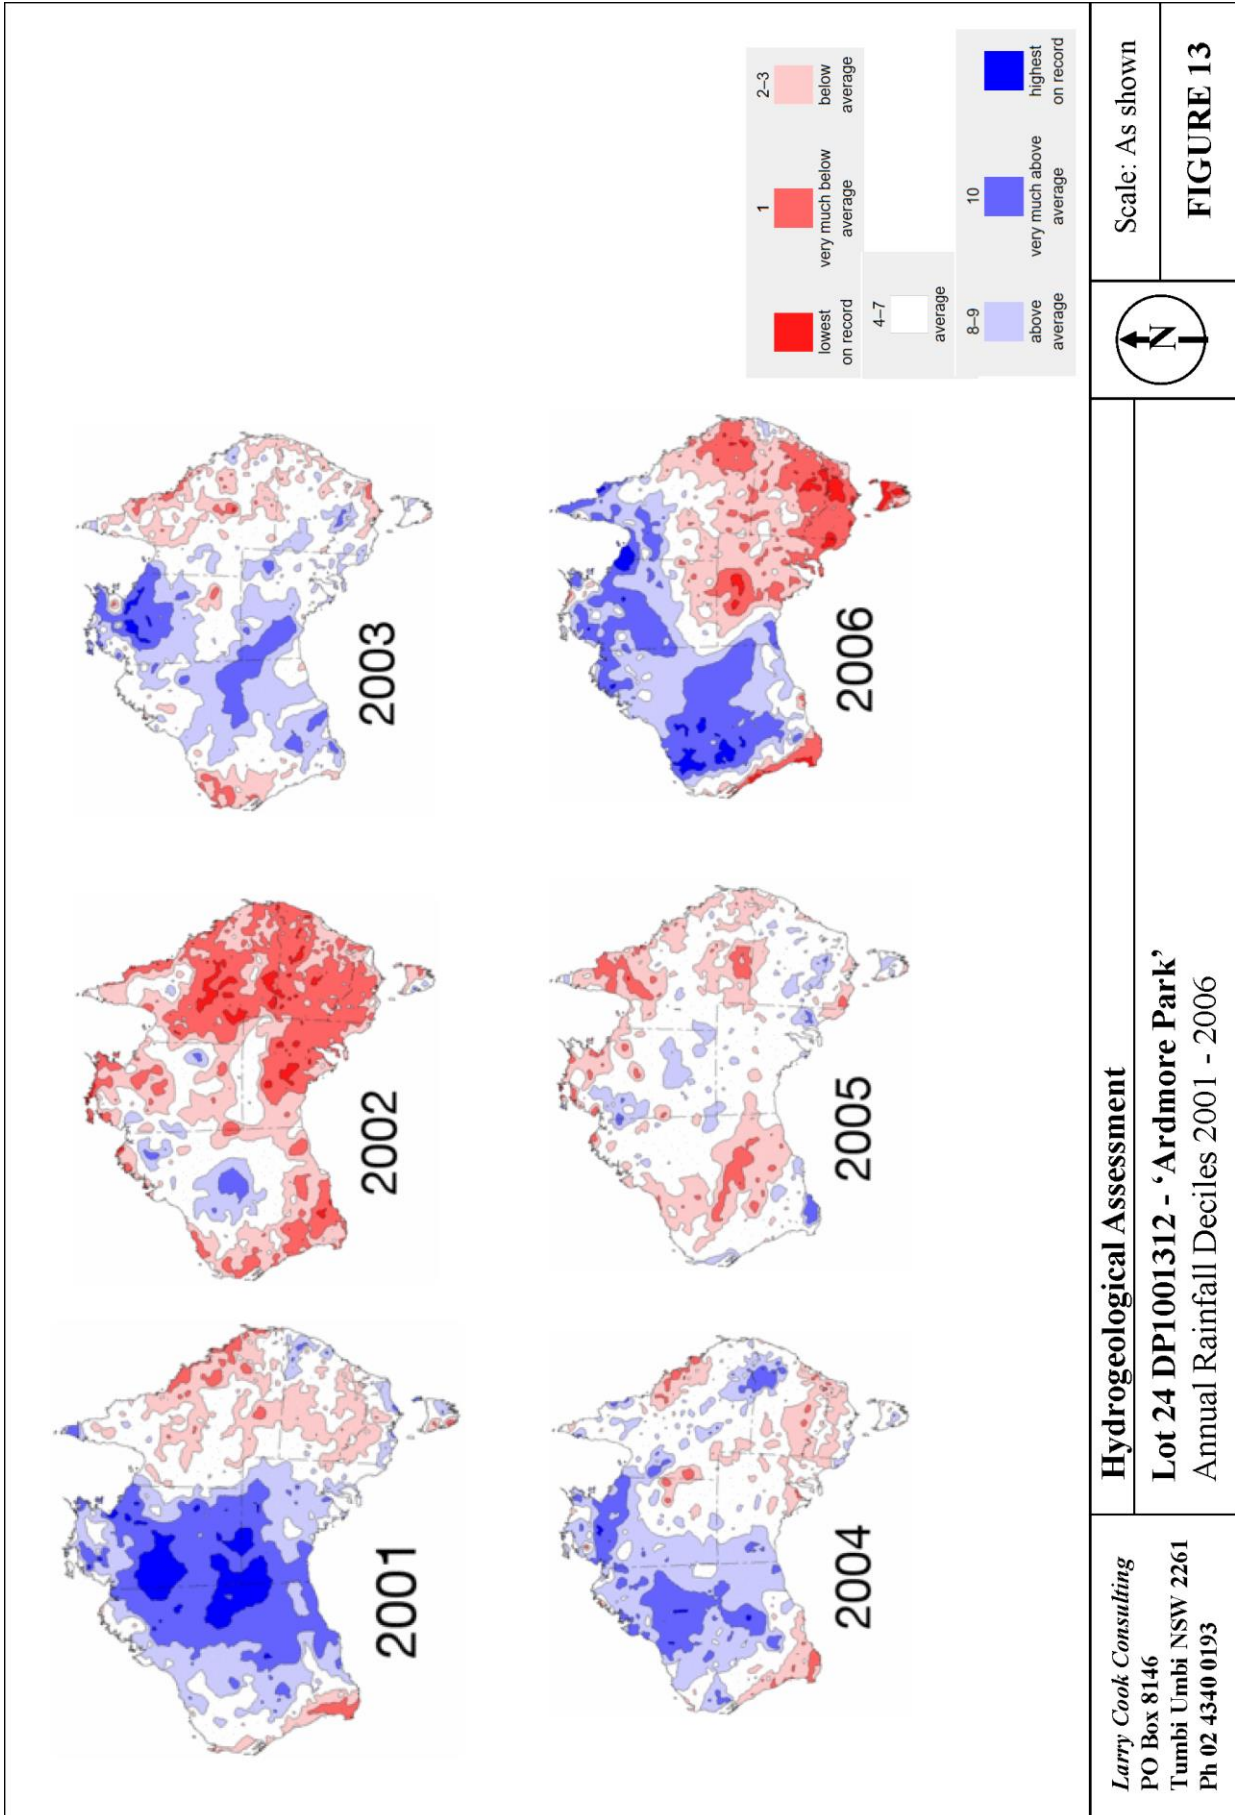 2001
2002
2003
2004
2005
2006
lowest
on record
1
very much below
average
2–3
below
average
4–7
average
8–9
above
average
10
very much above
average
highest
on record
Larry Cook Consulting
PO Box 8146
Tumbi Umbi NSW 2261
Ph 02 4340 0193
Hydrogeological Assessment
Lot 24 DP1001312 - ‘Ardmore Park’
Annual Rainfall Deciles 2001 - 2006
N
Scale: As shown
FIGURE 13